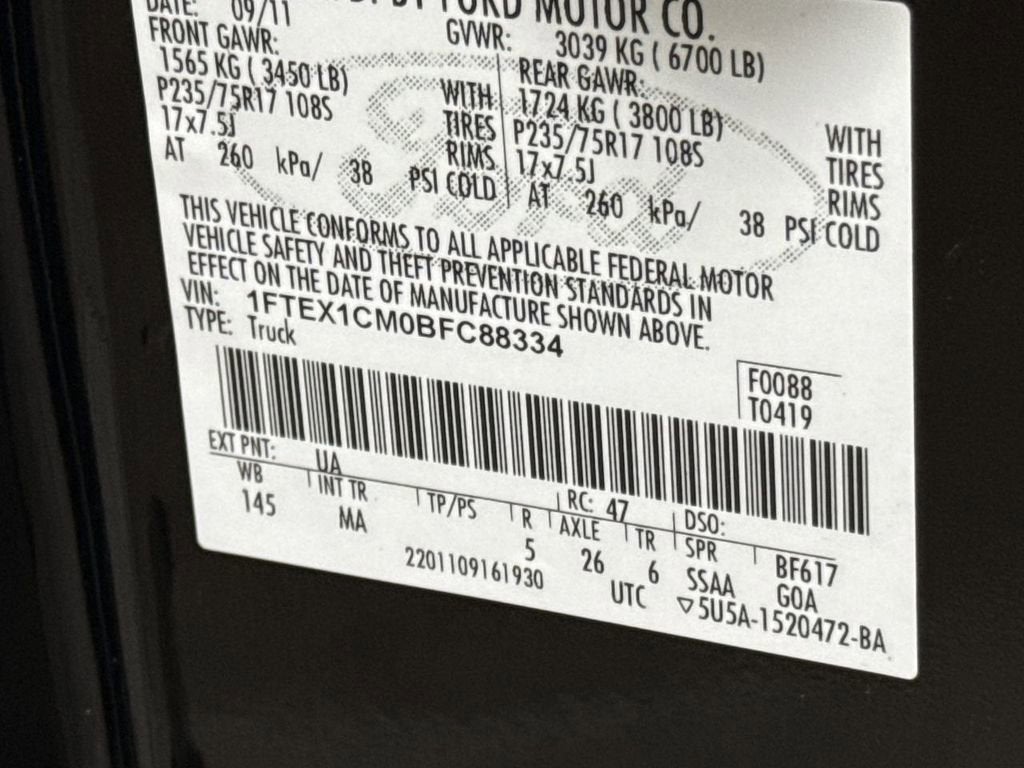 DATE: 09/11
BY FORD MOTOR CO.
GVWR: 3039 KG ( 6700 LB)
FRONT GAWR:
1565 KG ( 3450 LB) WITH
P235/75R17 108S TIRES
17x7.5J RIMS
AT 260 kPa/ 38 PSI COLD
REAR GAWR:
1724 KG ( 3800 LB) WITH
P235/75R17 108S TIRES
17x7.5J RIMS
AT 260 kPa/ 38 PSI COLD
THIS VEHICLE CONFORMS TO ALL APPLICABLE FEDERAL MOTOR
VEHICLE SAFETY AND THEFT PREVENTION STANDARDS IN
EFFECT ON THE DATE OF MANUFACTURE SHOWN ABOVE.
VIN: 1FTEX1CM0BFC88334
TYPE: Truck
F0088
T0419
EXT PNT: UA RC: 47 DSO:
WB INT TR TP/PS R AXLE TR SPR BF617
145 MA 5 26 6 SSAA GOA
2201109161930 UTC ▽5U5A-1520472-BA